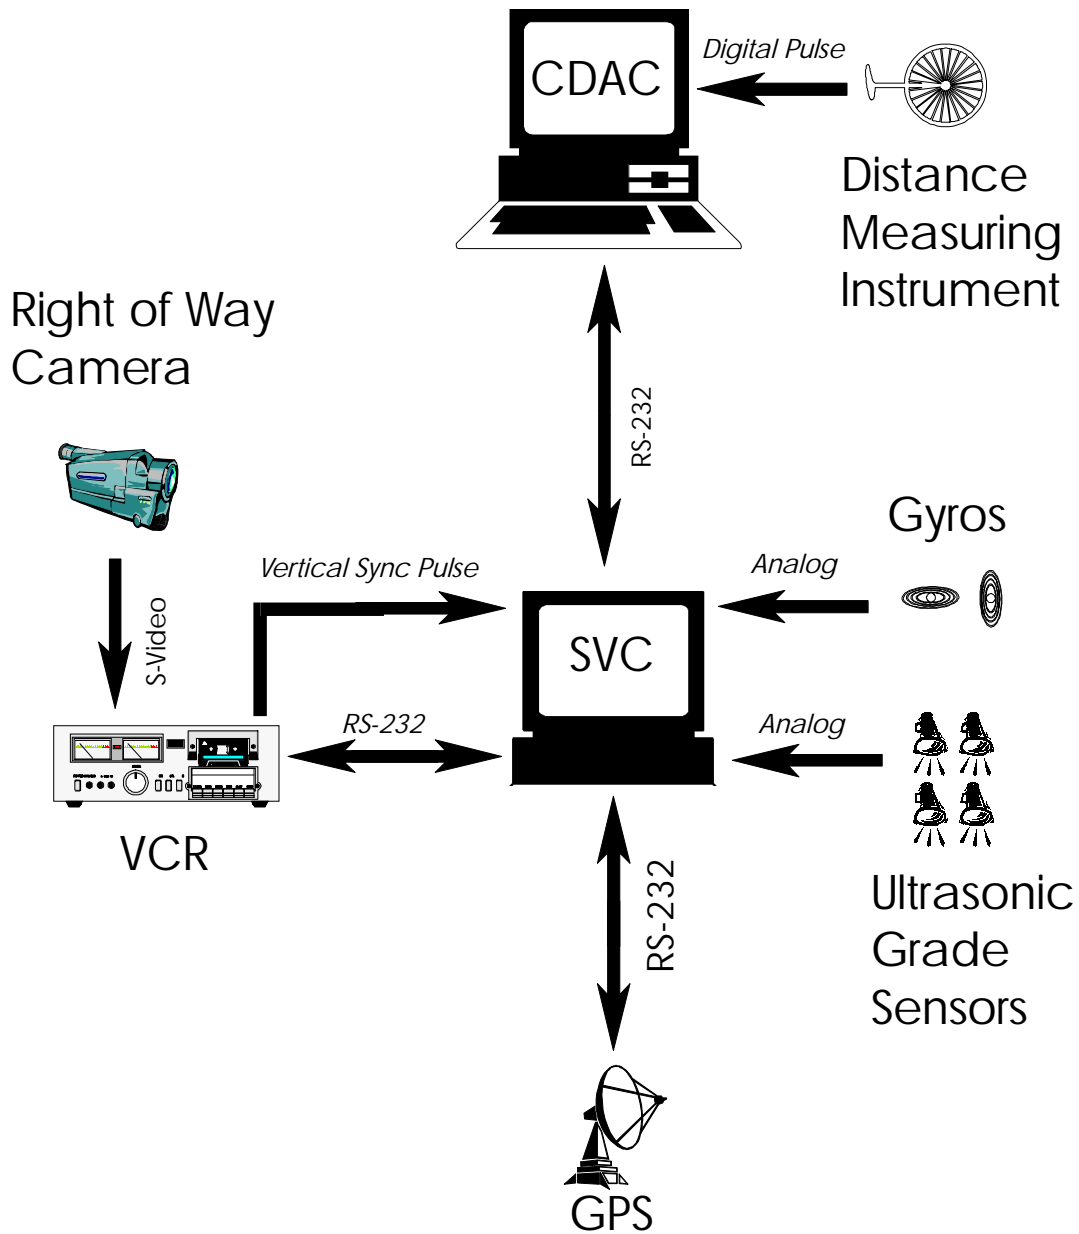 CDAC
Digital Pulse
Distance
Measuring
Instrument
Right of Way
Camera
RS-232
S-Video
Vertical Sync Pulse
Analog
Gyros
SVC
RS-232
Analog
VCR
RS-232
Ultrasonic
Grade
Sensors
GPS